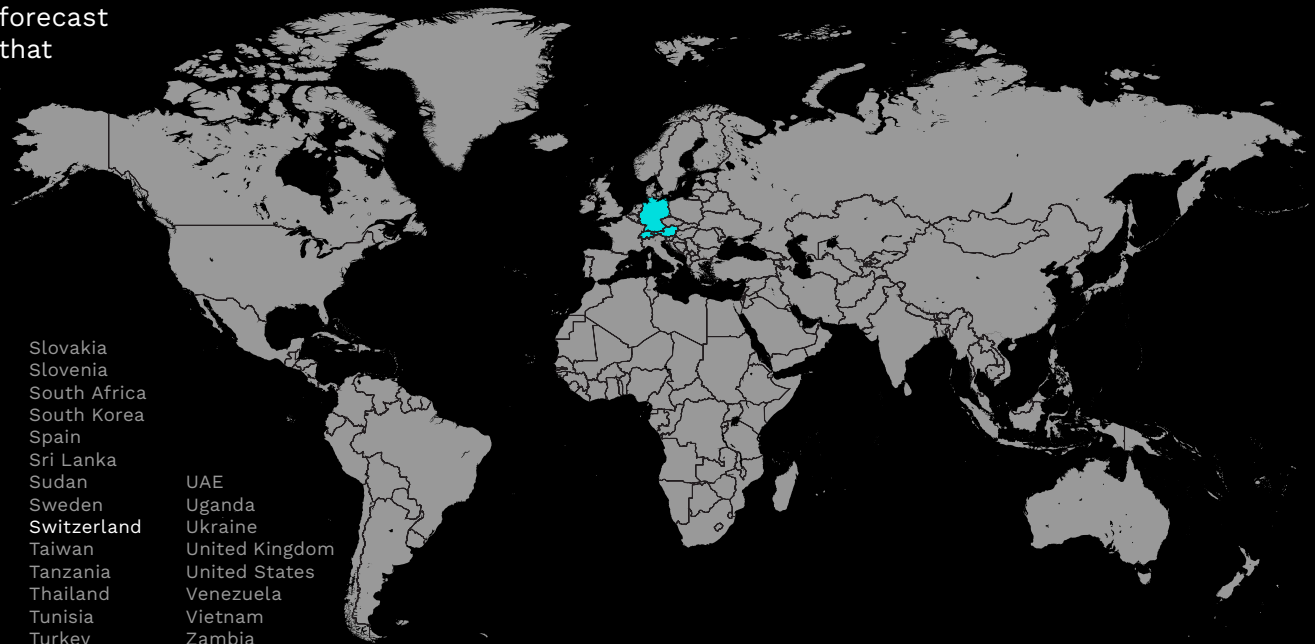 forecast
that
Slovakia
Slovenia
South Africa
South Korea
Spain
Sri Lanka
Sudan
Sweden
Switzerland
Taiwan
Tanzania
Thailand
Tunisia
Turkey
UAE
Uganda
Ukraine
United Kingdom
United States
Venezuela
Vietnam
Zambia